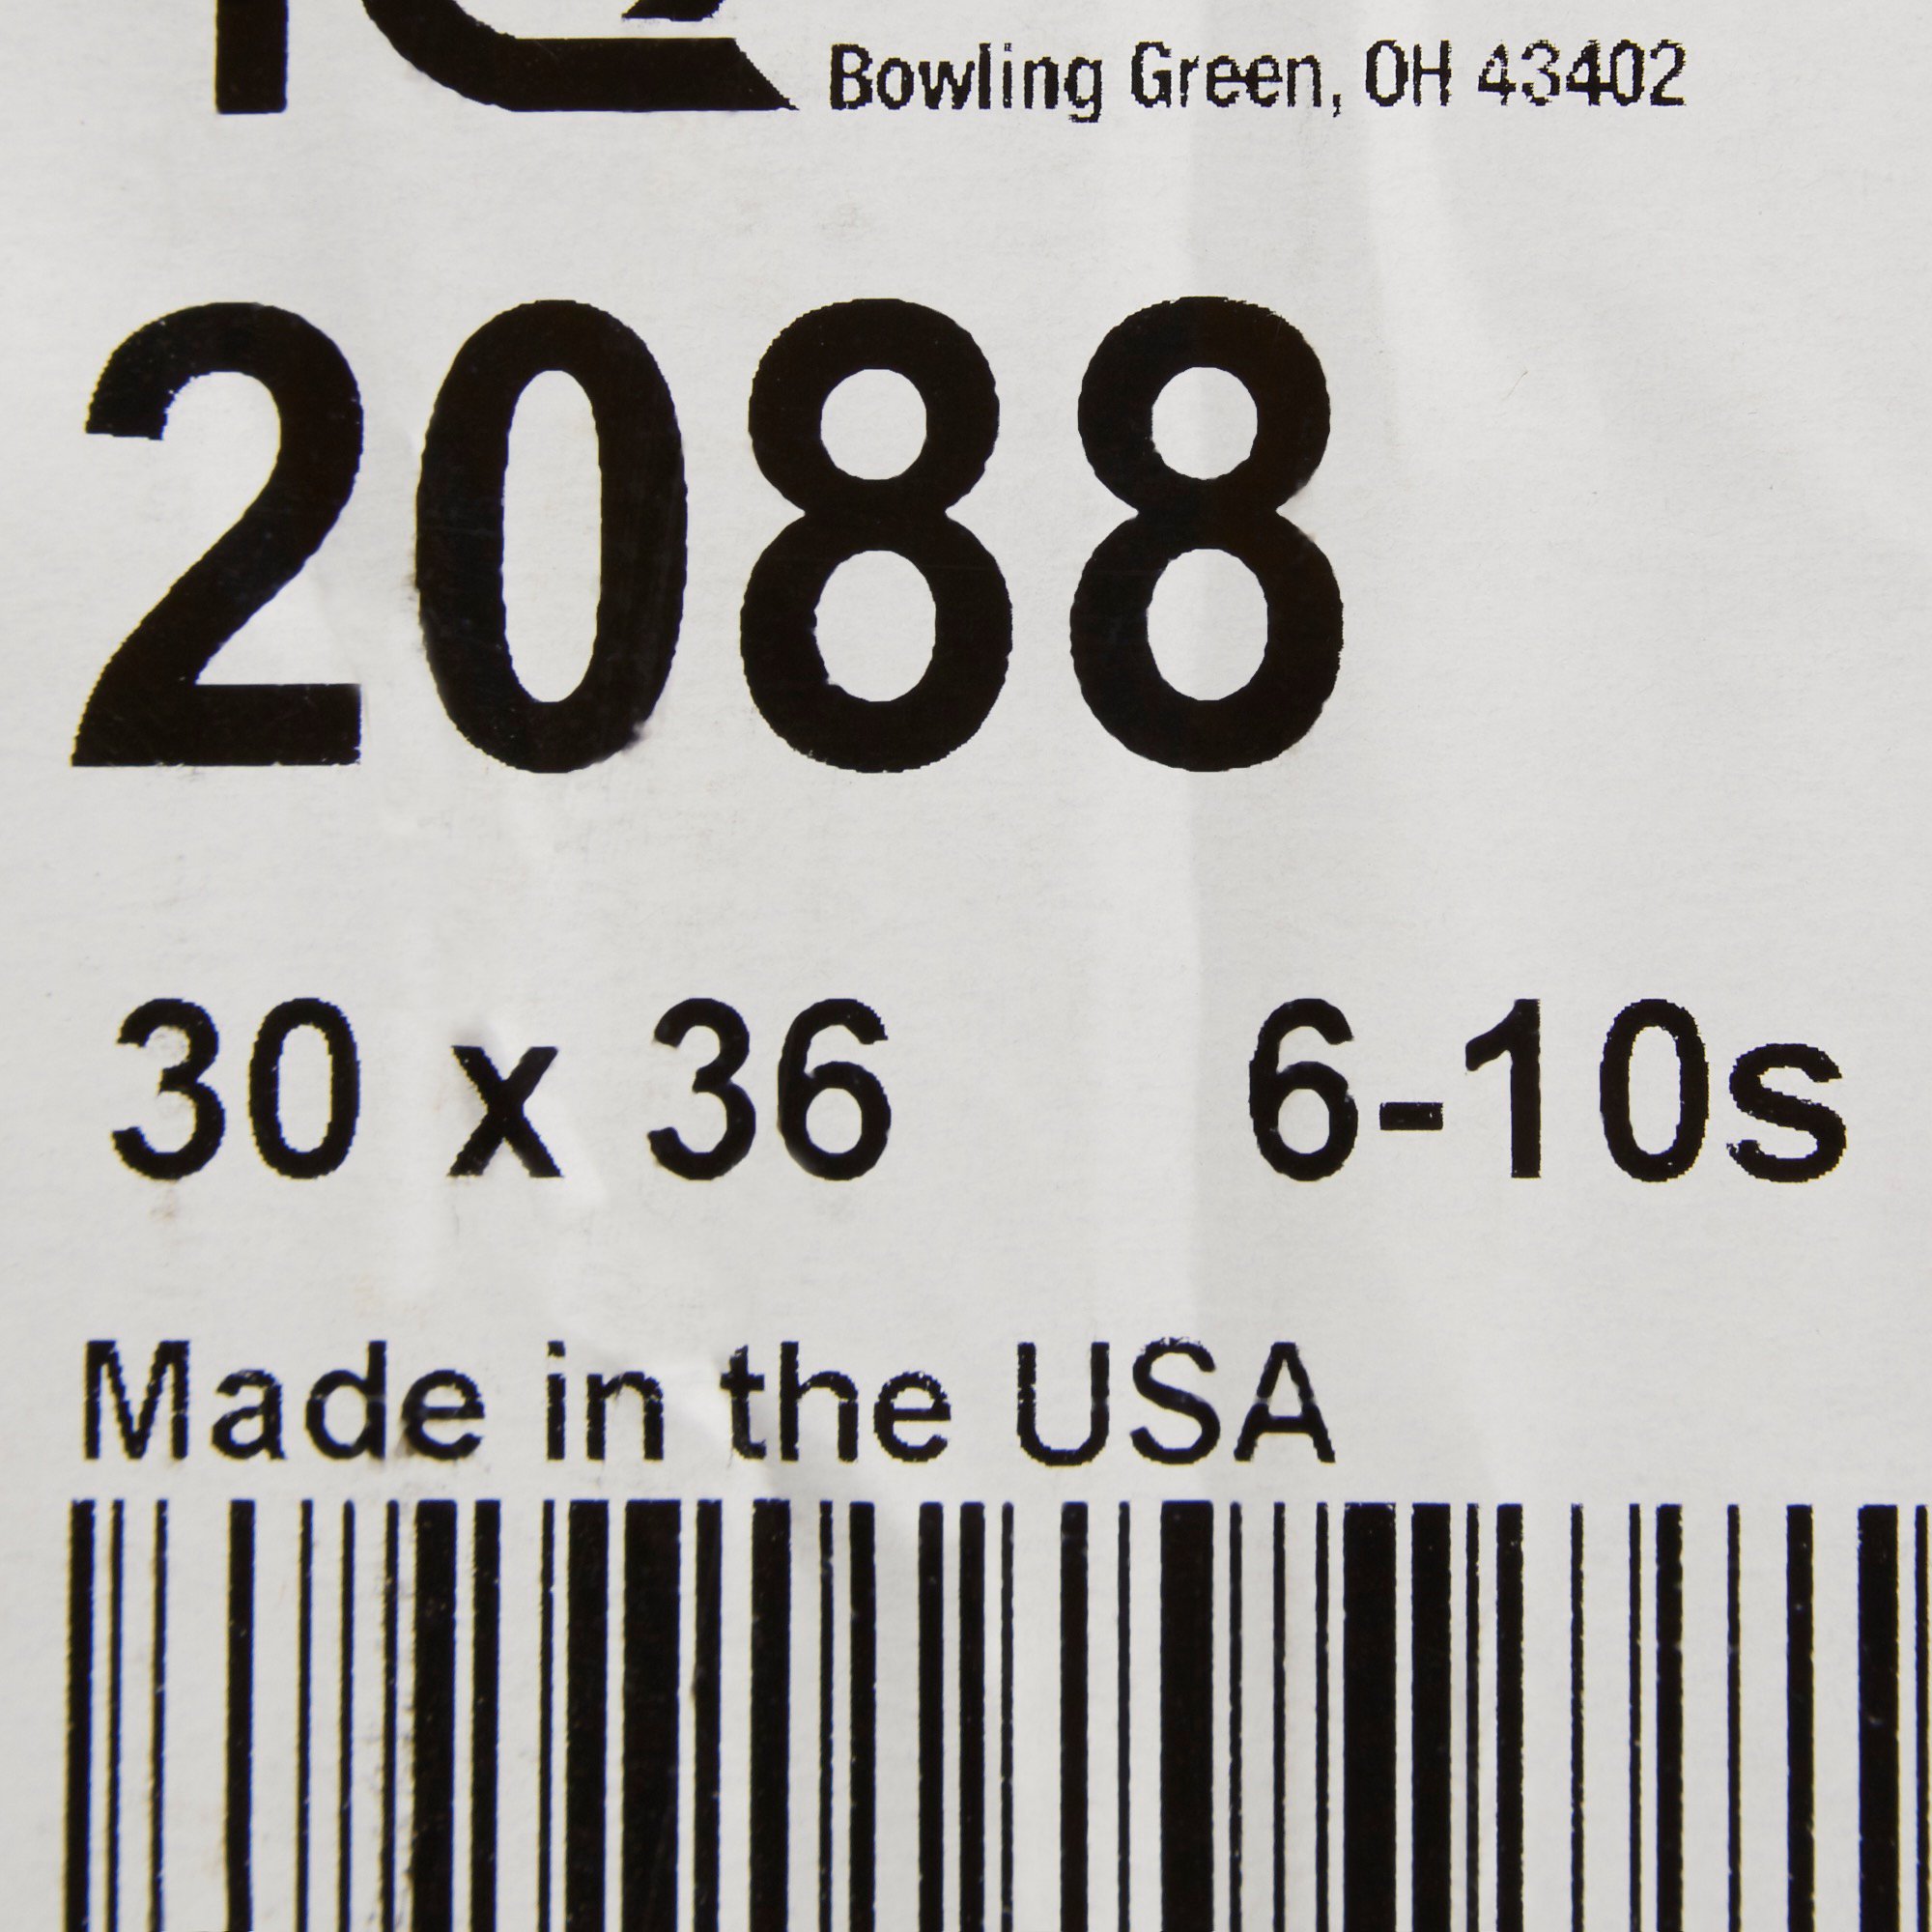 Bowling Green, OH 43402
2088
30 x 36 6-10s
Made in the USA